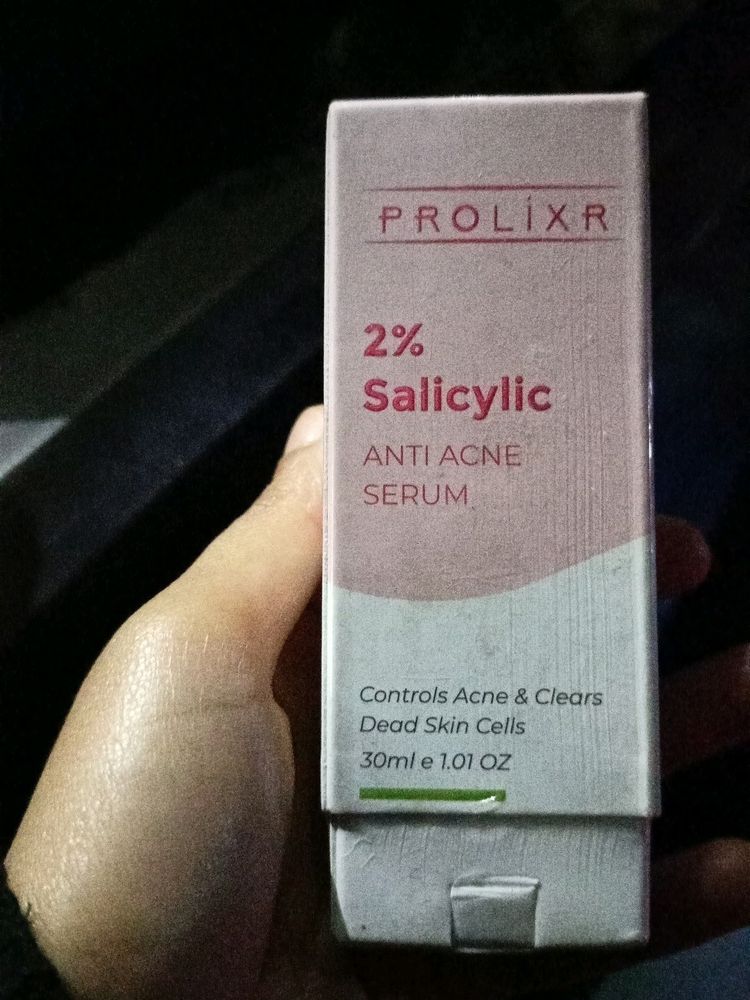 PROLIXR
2%
Salicylic
ANTI ACNE
SERUM
Controls Acne & Clears
Dead Skin Cells
30ml e 1.01 OZ